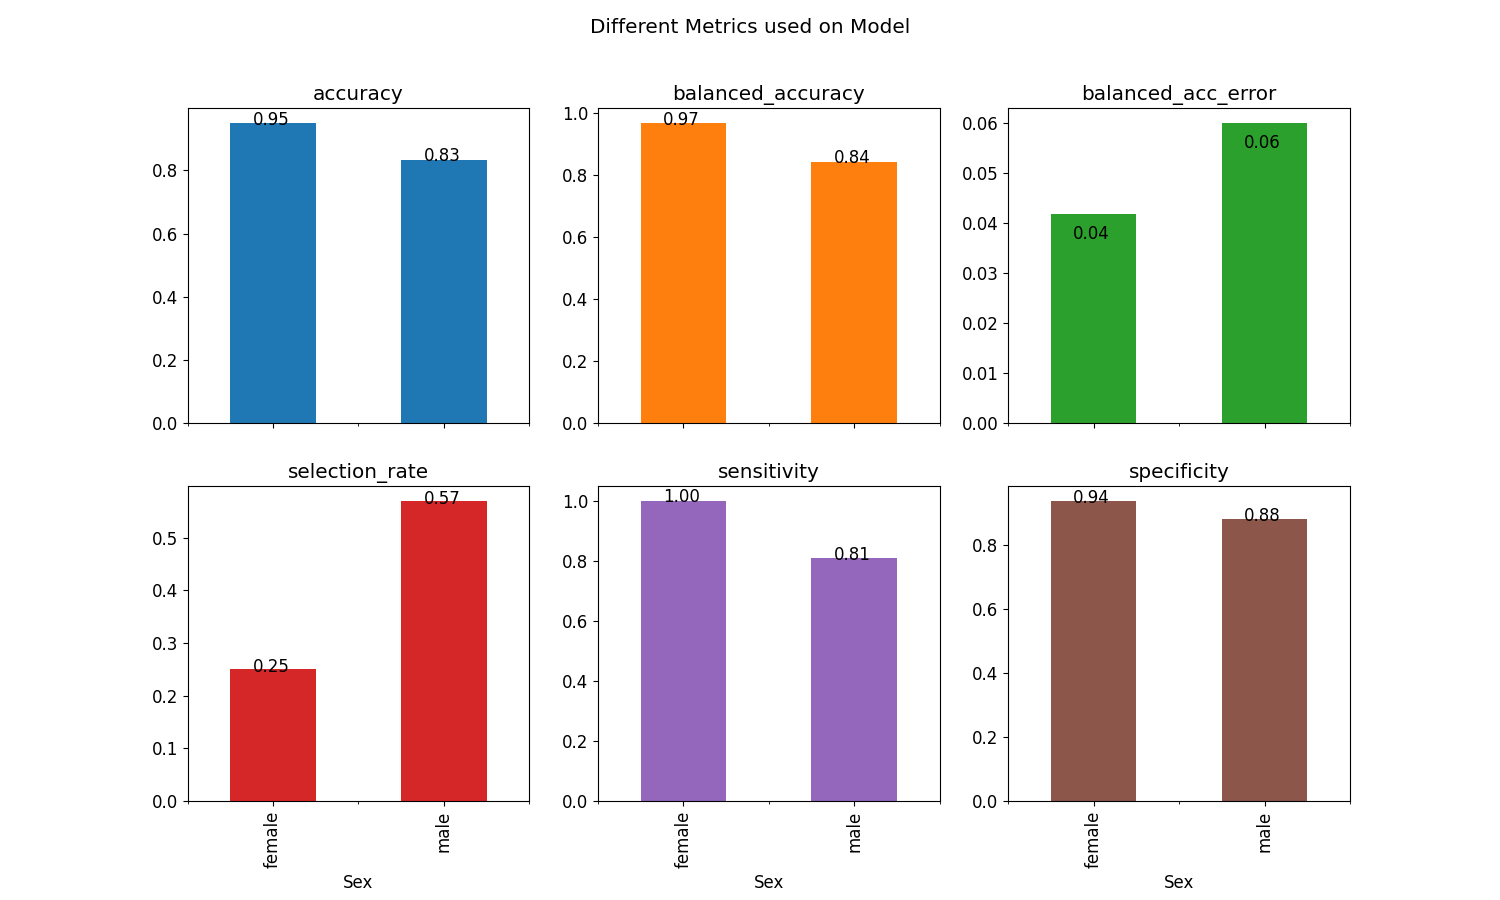 Different Metrics used on Model
accuracy
0.8
0.6
0.4
0.2
0.0
0.95
0.83
balanced_accuracy
1.0
0.8
0.6
0.4
0.2
0.0
0.97
0.84
balanced_acc_error
0.06
0.05
0.04
0.03
0.02
0.01
0.00
0.04
0.06
selection_rate
0.5
0.4
0.3
0.2
0.1
0.0
0.25
0.57
female
male
Sex
sensitivity
1.0
0.8
0.6
0.4
0.2
0.0
1.00
0.81
female
male
Sex
specificity
0.8
0.6
0.4
0.2
0.0
0.94
0.88
female
male
Sex